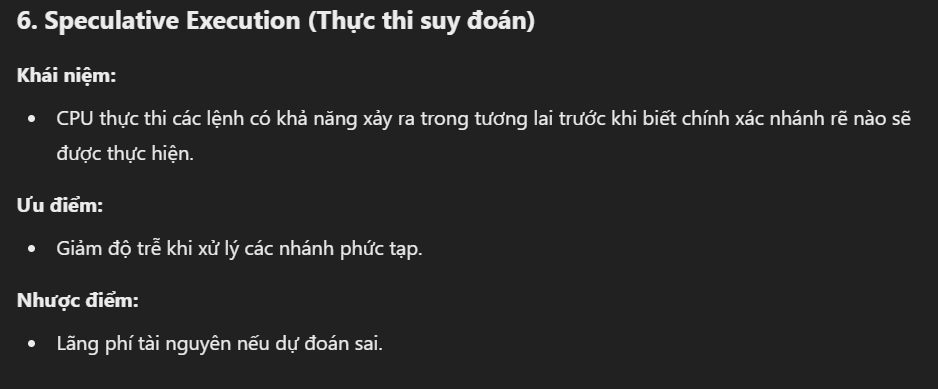 6. Speculative Execution (Thực thi suy đoán)
Khái niệm:
• CPU thực thi các lệnh có khả năng xảy ra trong tương lai trước khi biết chính xác nhánh rẽ nào sẽ
được thực hiện.
Ưu điểm:
• Giảm độ trễ khi xử lý các nhánh phức tạp.
Nhược điểm:
• Lãng phí tài nguyên nếu dự đoán sai.